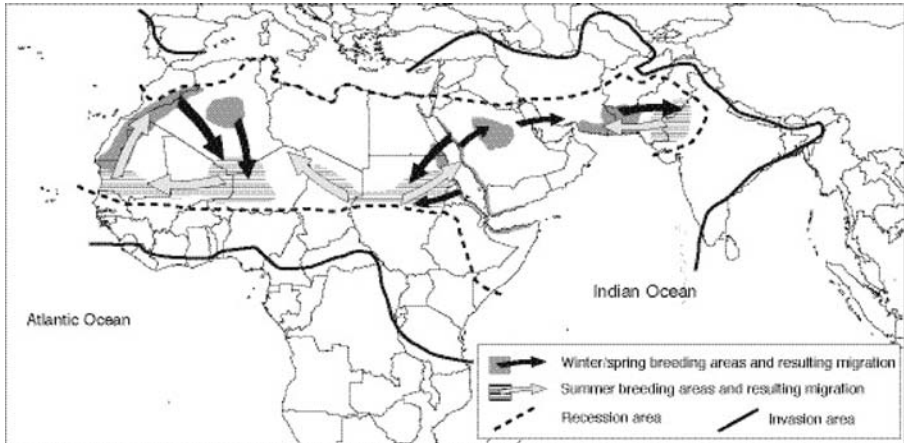 Indian Ocean
Atlantic Ocean
Winter/spring breeding areas and resulting migration
Summer breeding areas and resulting migration
Recession area
Invasion area